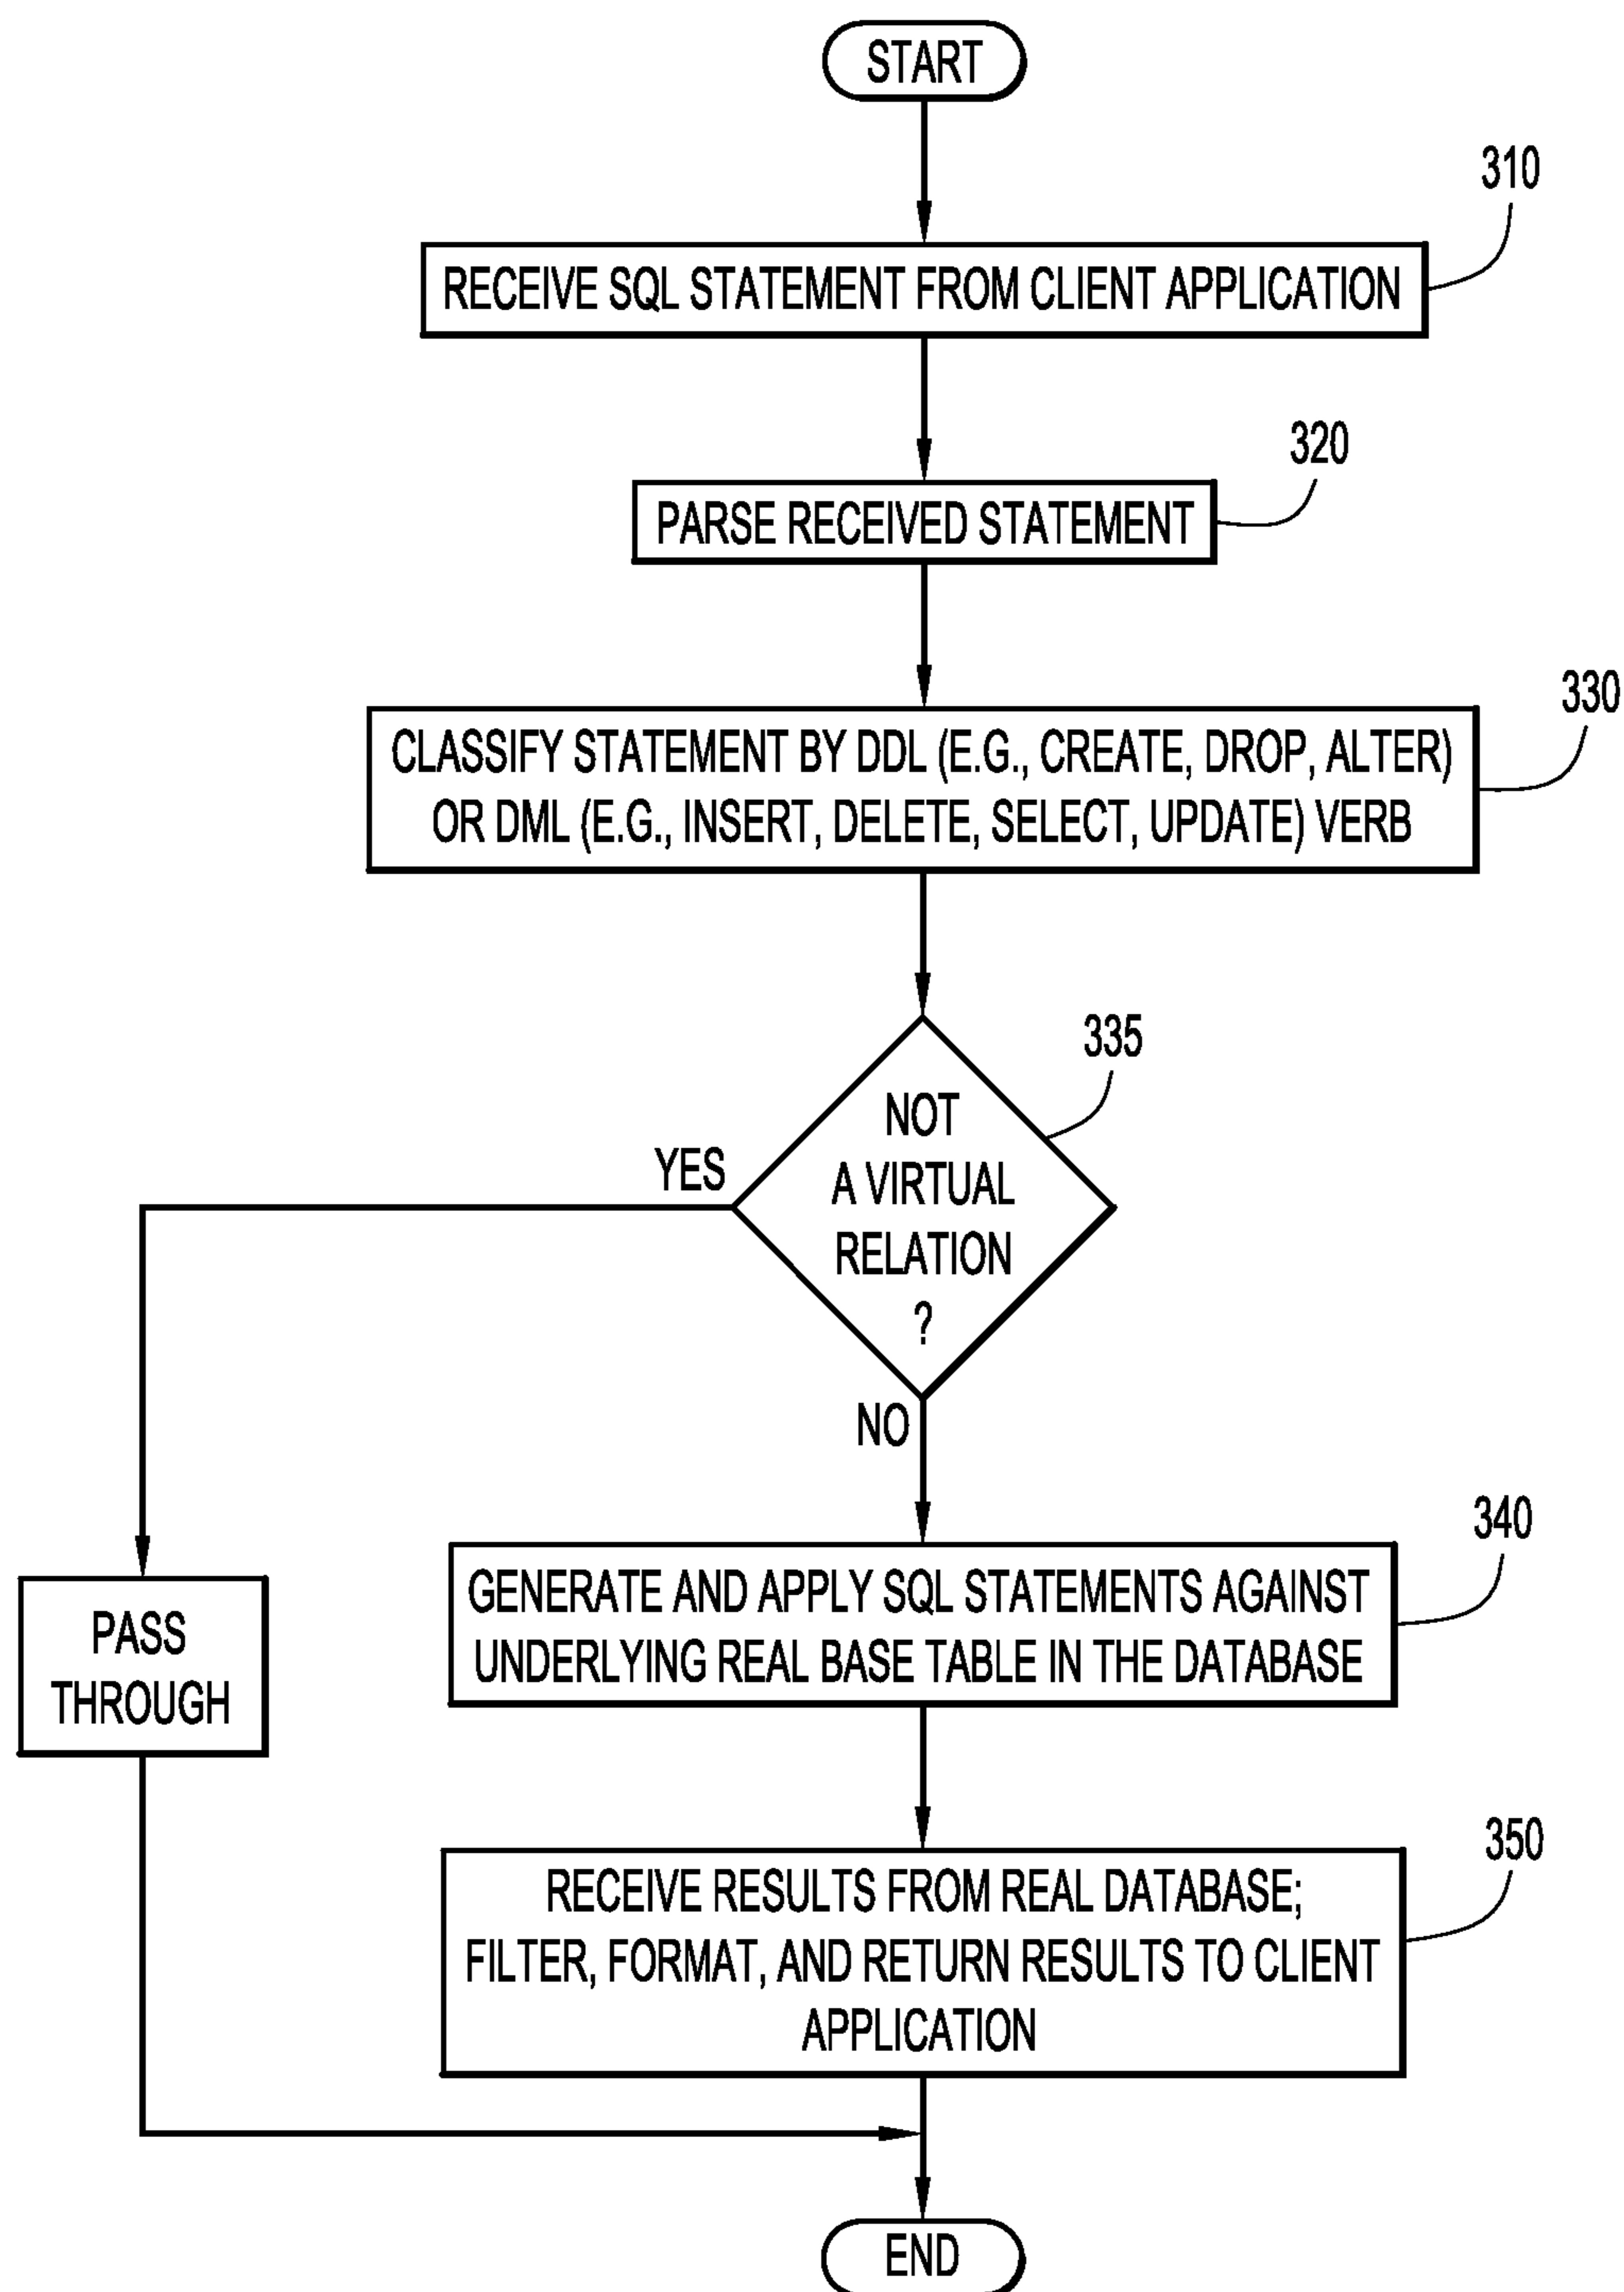 START
310
RECEIVE SQL STATEMENT FROM CLIENT APPLICATION
320
PARSE RECEIVED STATEMENT
330
CLASSIFY STATEMENT BY DDL (E.G., CREATE, DROP, ALTER)
OR DML (E.G., INSERT, DELETE, SELECT, UPDATE) VERB
335
NOT
A VIRTUAL
RELATION
?
YES
NO
340
GENERATE AND APPLY SQL STATEMENTS AGAINST
UNDERLYING REAL BASE TABLE IN THE DATABASE
PASS
THROUGH
350
RECEIVE RESULTS FROM REAL DATABASE;
FILTER, FORMAT, AND RETURN RESULTS TO CLIENT
APPLICATION
END